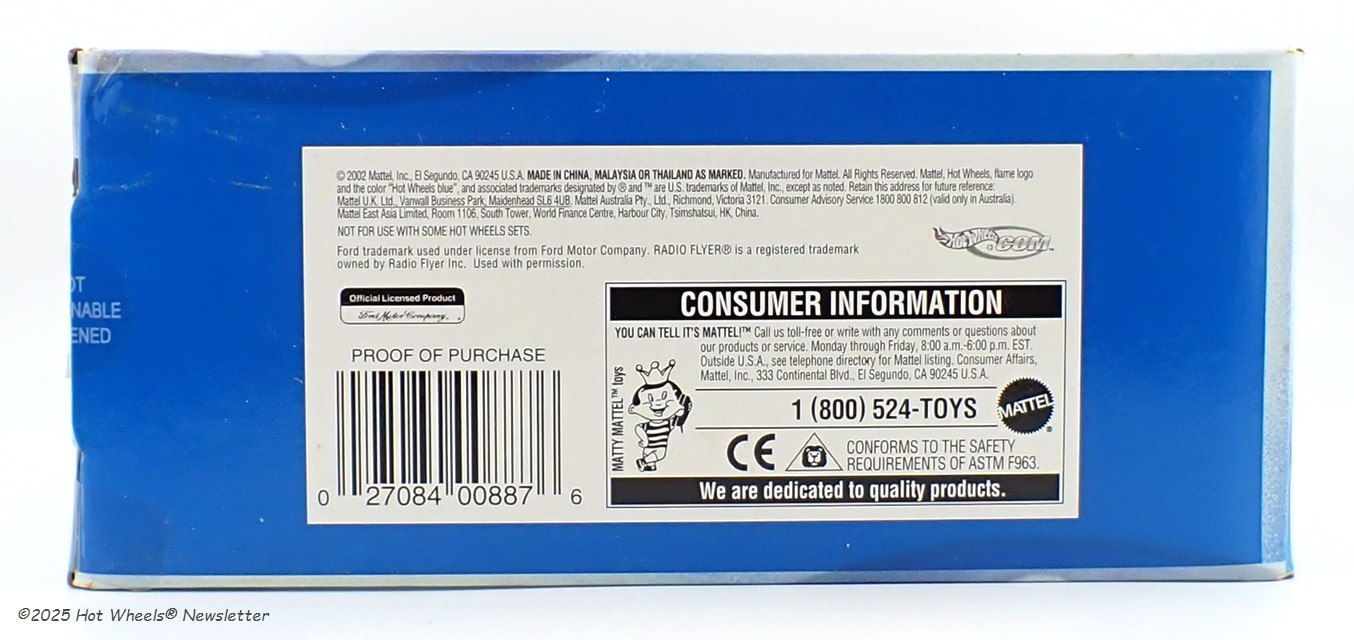 © 2002 Mattel, Inc., El Segundo, CA 90245 U.S.A. MADE IN CHINA, MALAYSIA OR THAILAND AS MARKED. Manufactured for Mattel. All Rights Reserved. Mattel, Hot Wheels, flame logo
and the color "Hot Wheels blue", and associated trademarks designated by ® and ™ are U.S. trademarks of Mattel, Inc., except as noted. Retain this address for future reference:
Mattel U.K. Ltd., Vanwall Business Park, Maidenhead SL6 4UB. Mattel Australia Pty., Ltd., Richmond, Victoria 3121. Consumer Advisory Service 1800 800 812 (valid only in Australia).
Mattel East Asia Limited, Room 1106, South Tower, World Finance Centre, Harbour City, Tsimshatsui, HK, China.
NOT FOR USE WITH SOME HOT WHEELS SETS.
Hot Wheels .COM™
Ford trademark used under license from Ford Motor Company. RADIO FLYER® is a registered trademark
owned by Radio Flyer Inc. Used with permission.
OT
NABLE
ENED
Official Licensed Product
Ford Motor Company.
PROOF OF PURCHASE
0 27084 00887 6
CONSUMER INFORMATION
YOU CAN TELL IT'S MATTEL!™ Call us toll-free or write with any comments or questions about
our products or service. Monday through Friday, 8:00 a.m.-6:00 p.m. EST.
Outside U.S.A., see telephone directory for Mattel listing. Consumer Affairs,
Mattel, Inc., 333 Continental Blvd., El Segundo, CA 90245 U.S.A.
MATTY MATTEL™ toys
1 (800) 524-TOYS
MATTEL®
CE
CONFORMS TO THE SAFETY
REQUIREMENTS OF ASTM F963.
We are dedicated to quality products.
©2025 Hot Wheels® Newsletter